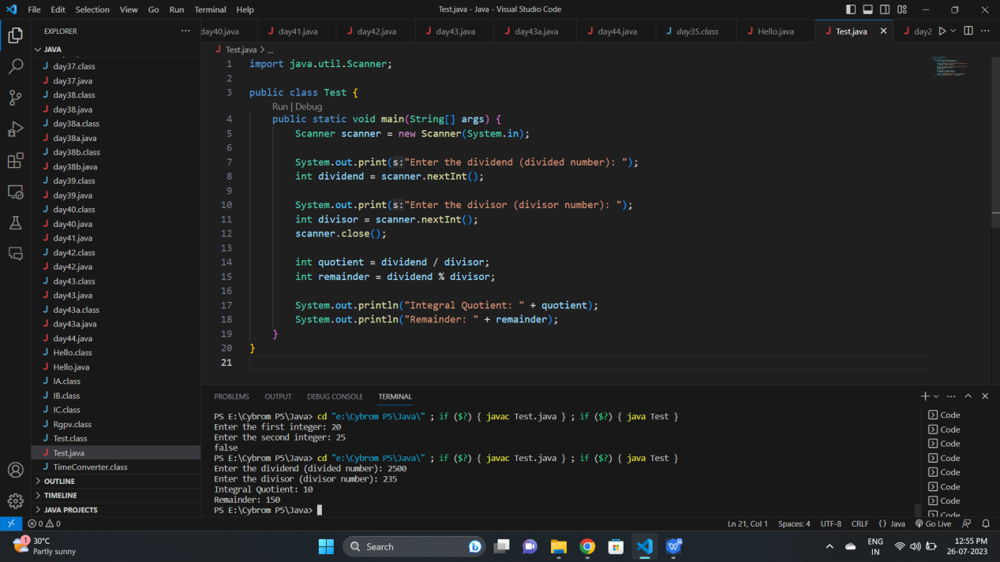 File Edit Selection View Go Run Terminal Help
Test.java - Java - Visual Studio Code
EXPLORER
JAVA
day37.class
day37.java
day38.class
day38.java
day38a.class
day38a.java
day38b.class
day38b.java
day39.class
day39.java
day40.class
day40.java
day41.java
day42.class
day42.java
day43.class
day43.java
day43a.class
day43a.java
day44.java
Hello.class
Hello.java
IA.class
IB.class
IC.class
Rgpv.class
Test.class
Test.java
TimeConverter.class
OUTLINE
TIMELINE
JAVA PROJECTS
day40.java day41.java day42.java day43.java day43a.java day44.java day35.class Hello.java Test.java day2
Test.java > ...
1 import java.util.Scanner;
2
3 public class Test {
Run | Debug
4 public static void main(String[] args) {
5 Scanner scanner = new Scanner(System.in);
6
7 System.out.print(s:"Enter the dividend (divided number): ");
8 int dividend = scanner.nextInt();
9
10 System.out.print(s:"Enter the divisor (divisor number): ");
11 int divisor = scanner.nextInt();
12 scanner.close();
13
14 int quotient = dividend / divisor;
15 int remainder = dividend % divisor;
16
17 System.out.println("Integral Quotient: " + quotient);
18 System.out.println("Remainder: " + remainder);
19 }
20 }
21
PROBLEMS OUTPUT DEBUG CONSOLE TERMINAL
PS E:\Cybrom P5\Java> cd "e:\Cybrom P5\Java\" ; if ($?) { javac Test.java } ; if ($?) { java Test }
Enter the first integer: 20
Enter the second integer: 25
false
PS E:\Cybrom P5\Java> cd "e:\Cybrom P5\Java\" ; if ($?) { javac Test.java } ; if ($?) { java Test }
Enter the dividend (divided number): 2500
Enter the divisor (divisor number): 235
Integral Quotient: 10
Remainder: 150
PS E:\Cybrom P5\Java>
Code
Code
Code
Code
Code
Code
Code
Code
0 0
Ln 21, Col 1 Spaces: 4 UTF-8 CRLF {} Java Go Live
1
30°C
Partly sunny
Search
ENG
IN
12:55 PM
26-07-2023